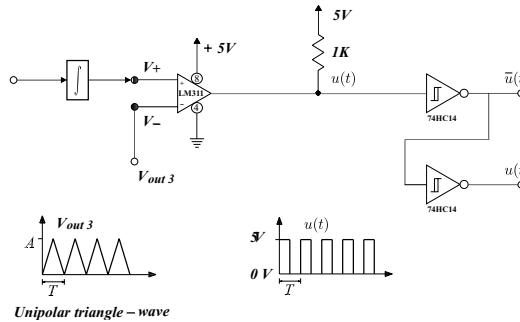 5V
+ 5V
1K
V+
∫
8
u(t)
u̅(t
+
LM311
−
74HC14
V−
4
u(t
V out 3
74HC14
V out 3
u(t)
A
5V
0 V
T
T
Unipolar triangle – wave